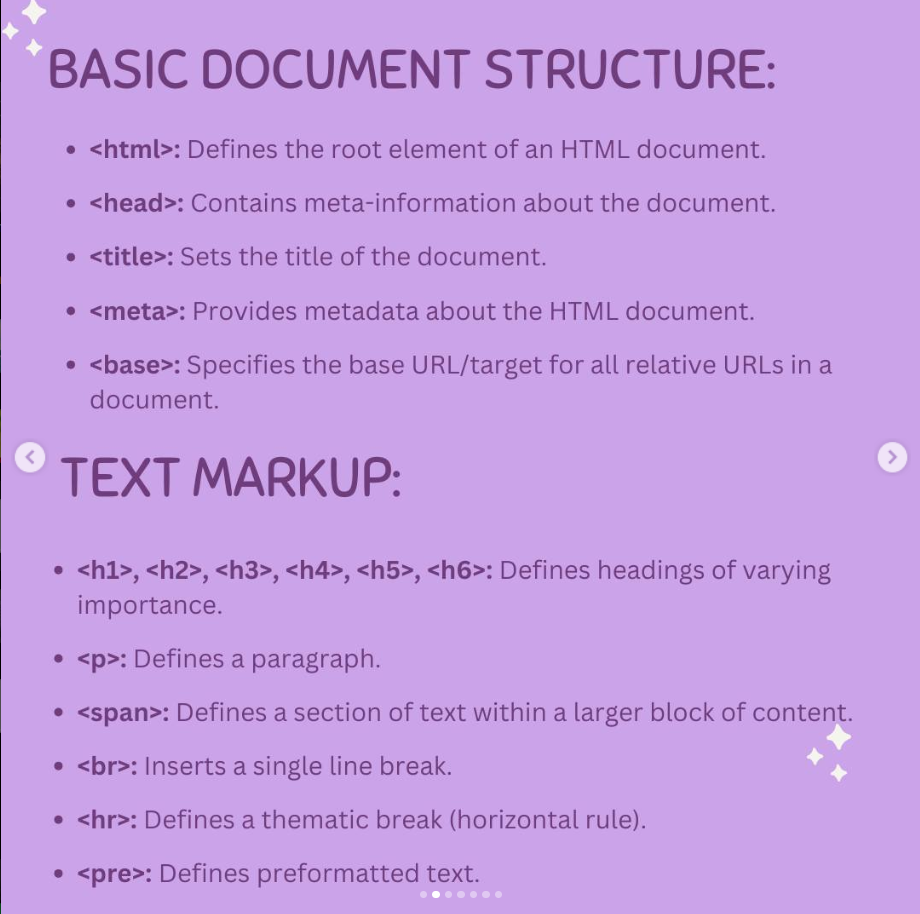 BASIC DOCUMENT STRUCTURE:
• <html>: Defines the root element of an HTML document.
• <head>: Contains meta-information about the document.
• <title>: Sets the title of the document.
• <meta>: Provides metadata about the HTML document.
• <base>: Specifies the base URL/target for all relative URLs in a
document.
TEXT MARKUP:
• <h1>, <h2>, <h3>, <h4>, <h5>, <h6>: Defines headings of varying
importance.
• <p>: Defines a paragraph.
• <span>: Defines a section of text within a larger block of content.
• <br>: Inserts a single line break.
• <hr>: Defines a thematic break (horizontal rule).
• <pre>: Defines preformatted text.